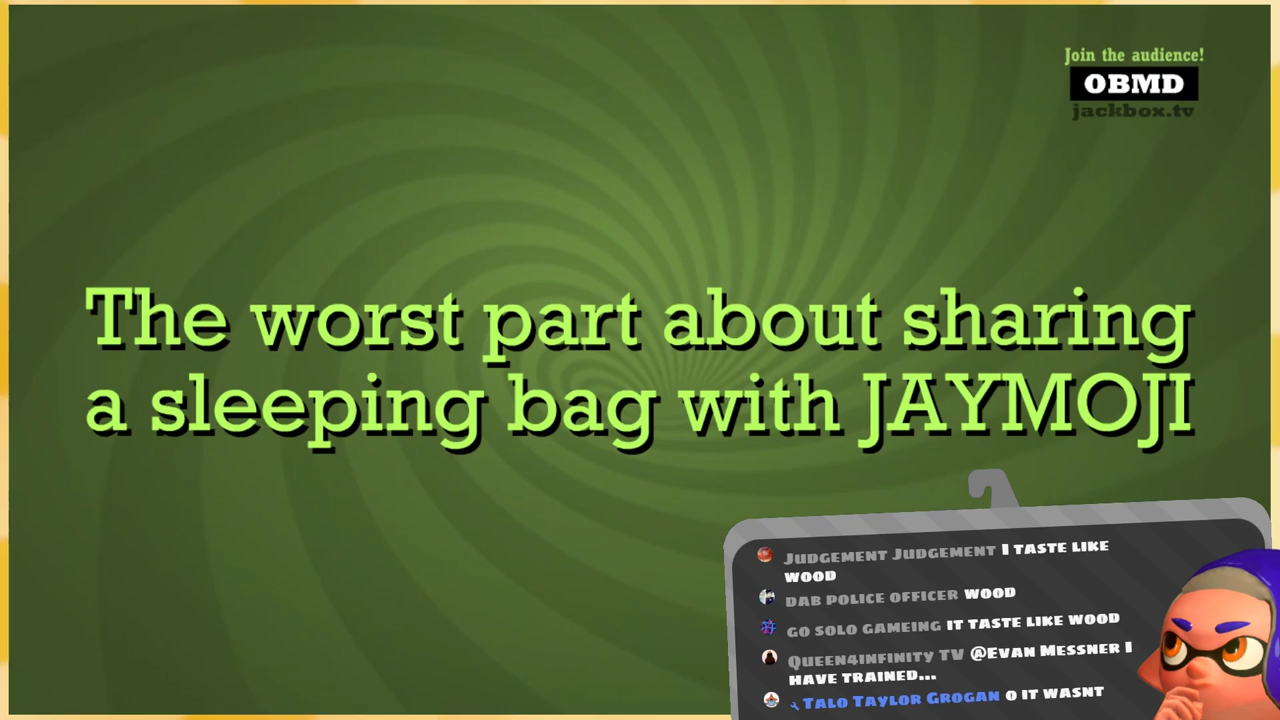 Join the audience!
OBMD
jackbox.tv
The worst part about sharing
a sleeping bag with JAYMOJI
Judgement Judgement I taste like
wood
dab police officer wood
go solo gameing it taste like wood
Queen4infinity TV @Evan Messner I
have trained...
Talo Taylor Grogan o it wasnt